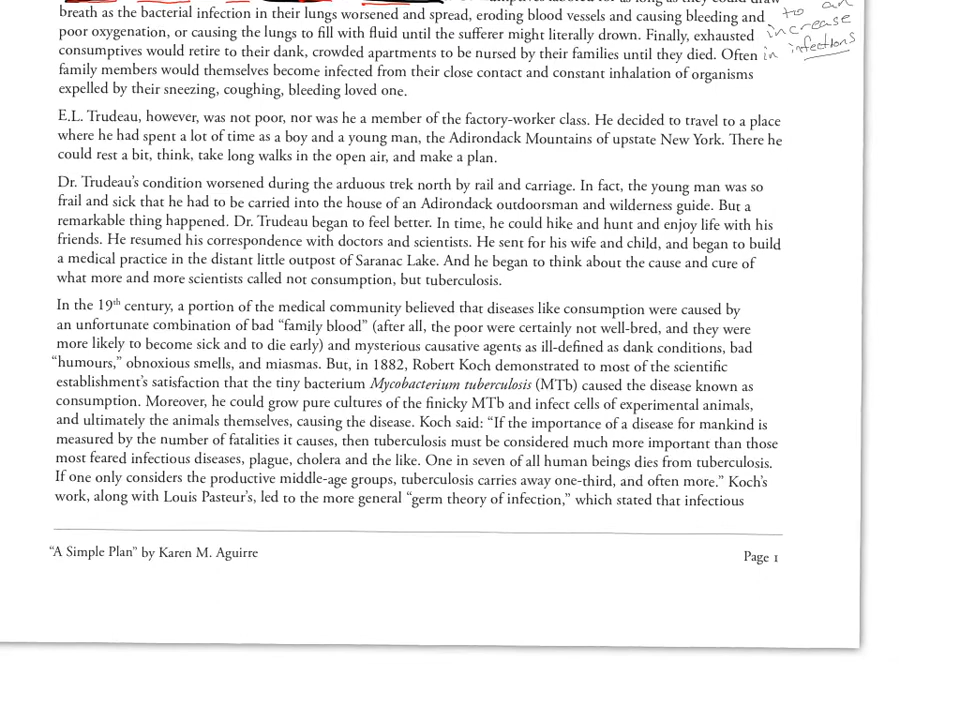 breath as the bacterial infection in their lungs worsened and spread, eroding blood vessels and causing bleeding and
to an
poor oxygenation, or causing the lungs to fill with fluid until the sufferer might literally drown. Finally, exhausted
increase
consumptives would retire to their dank, crowded apartments to be nursed by their families until they died. Often
in infections
family members would themselves become infected from their close contact and constant inhalation of organisms
expelled by their sneezing, coughing, bleeding loved one.
E.L. Trudeau, however, was not poor, nor was he a member of the factory-worker class. He decided to travel to a place
where he had spent a lot of time as a boy and a young man, the Adirondack Mountains of upstate New York. There he
could rest a bit, think, take long walks in the open air, and make a plan.
Dr. Trudeau's condition worsened during the arduous trek north by rail and carriage. In fact, the young man was so
frail and sick that he had to be carried into the house of an Adirondack outdoorsman and wilderness guide. But a
remarkable thing happened. Dr. Trudeau began to feel better. In time, he could hike and hunt and enjoy life with his
friends. He resumed his correspondence with doctors and scientists. He sent for his wife and child, and began to build
a medical practice in the distant little outpost of Saranac Lake. And he began to think about the cause and cure of
what more and more scientists called not consumption, but tuberculosis.
In the 19th century, a portion of the medical community believed that diseases like consumption were caused by
an unfortunate combination of bad “family blood” (after all, the poor were certainly not well-bred, and they were
more likely to become sick and to die early) and mysterious causative agents as ill-defined as dank conditions, bad
“humours,” obnoxious smells, and miasmas. But, in 1882, Robert Koch demonstrated to most of the scientific
establishment's satisfaction that the tiny bacterium Mycobacterium tuberculosis (MTb) caused the disease known as
consumption. Moreover, he could grow pure cultures of the finicky MTb and infect cells of experimental animals,
and ultimately the animals themselves, causing the disease. Koch said: “If the importance of a disease for mankind is
measured by the number of fatalities it causes, then tuberculosis must be considered much more important than those
most feared infectious diseases, plague, cholera and the like. One in seven of all human beings dies from tuberculosis.
If one only considers the productive middle-age groups, tuberculosis carries away one-third, and often more.” Koch's
work, along with Louis Pasteur's, led to the more general “germ theory of infection,” which stated that infectious
“A Simple Plan” by Karen M. Aguirre
Page 1